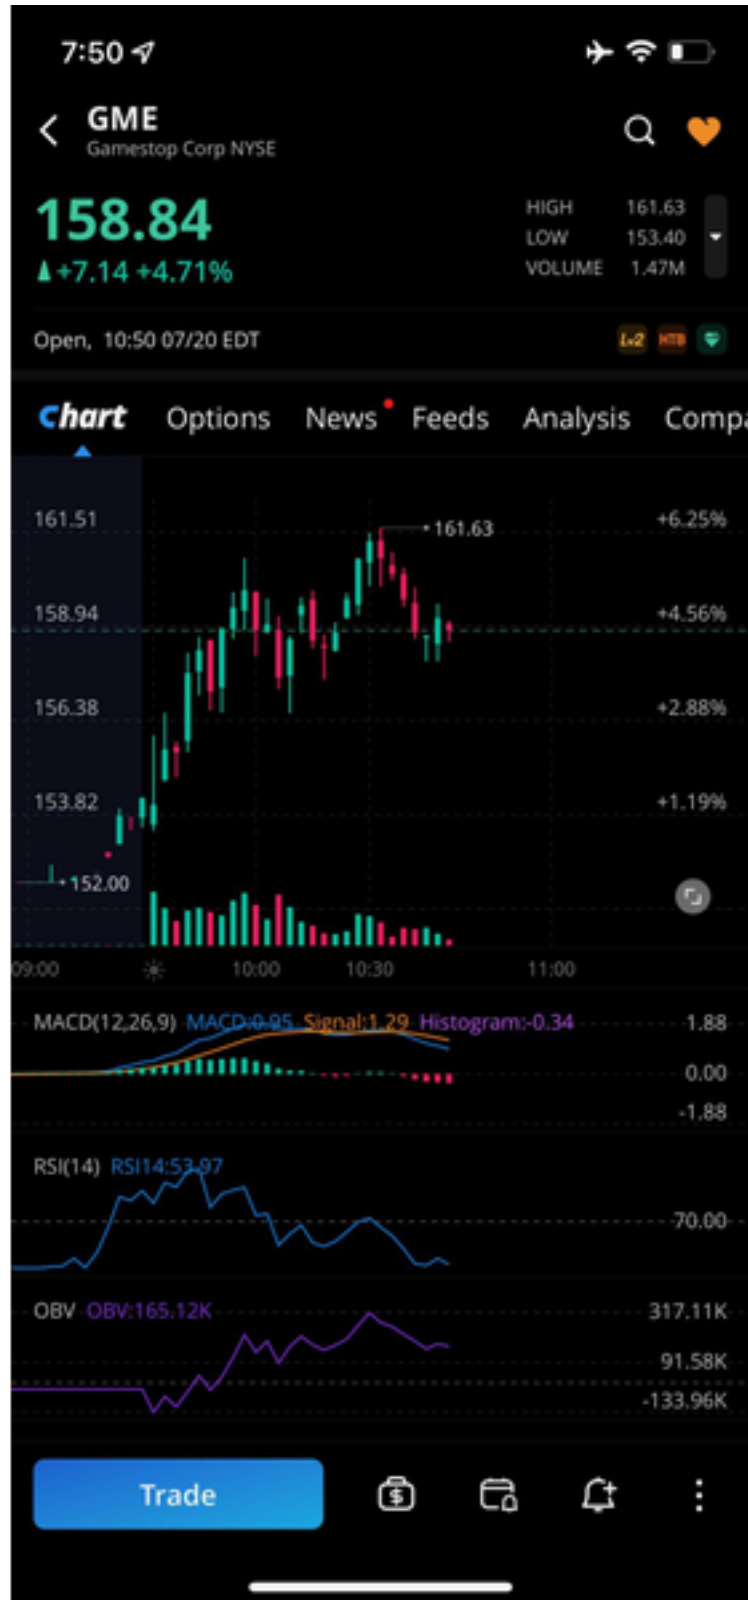 7:50
GME
Gamestop Corp NYSE
158.84
+7.14 +4.71%
HIGH 161.63
LOW 153.40
VOLUME 1.47M
Open, 10:50 07/20 EDT
Lv2 HTB
Chart Options News Feeds Analysis Compa
161.51 +6.25%
161.63
158.94 +4.56%
156.38 +2.88%
153.82 +1.19%
152.00
09:00 10:00 10:30 11:00
MACD(12,26,9) MACD:0.95 Signal:1.29 Histogram:-0.34 1.88
0.00
-1.88
RSI(14) RSI14:53.97
70.00
OBV OBV:165.12K 317.11K
91.58K
-133.96K
Trade